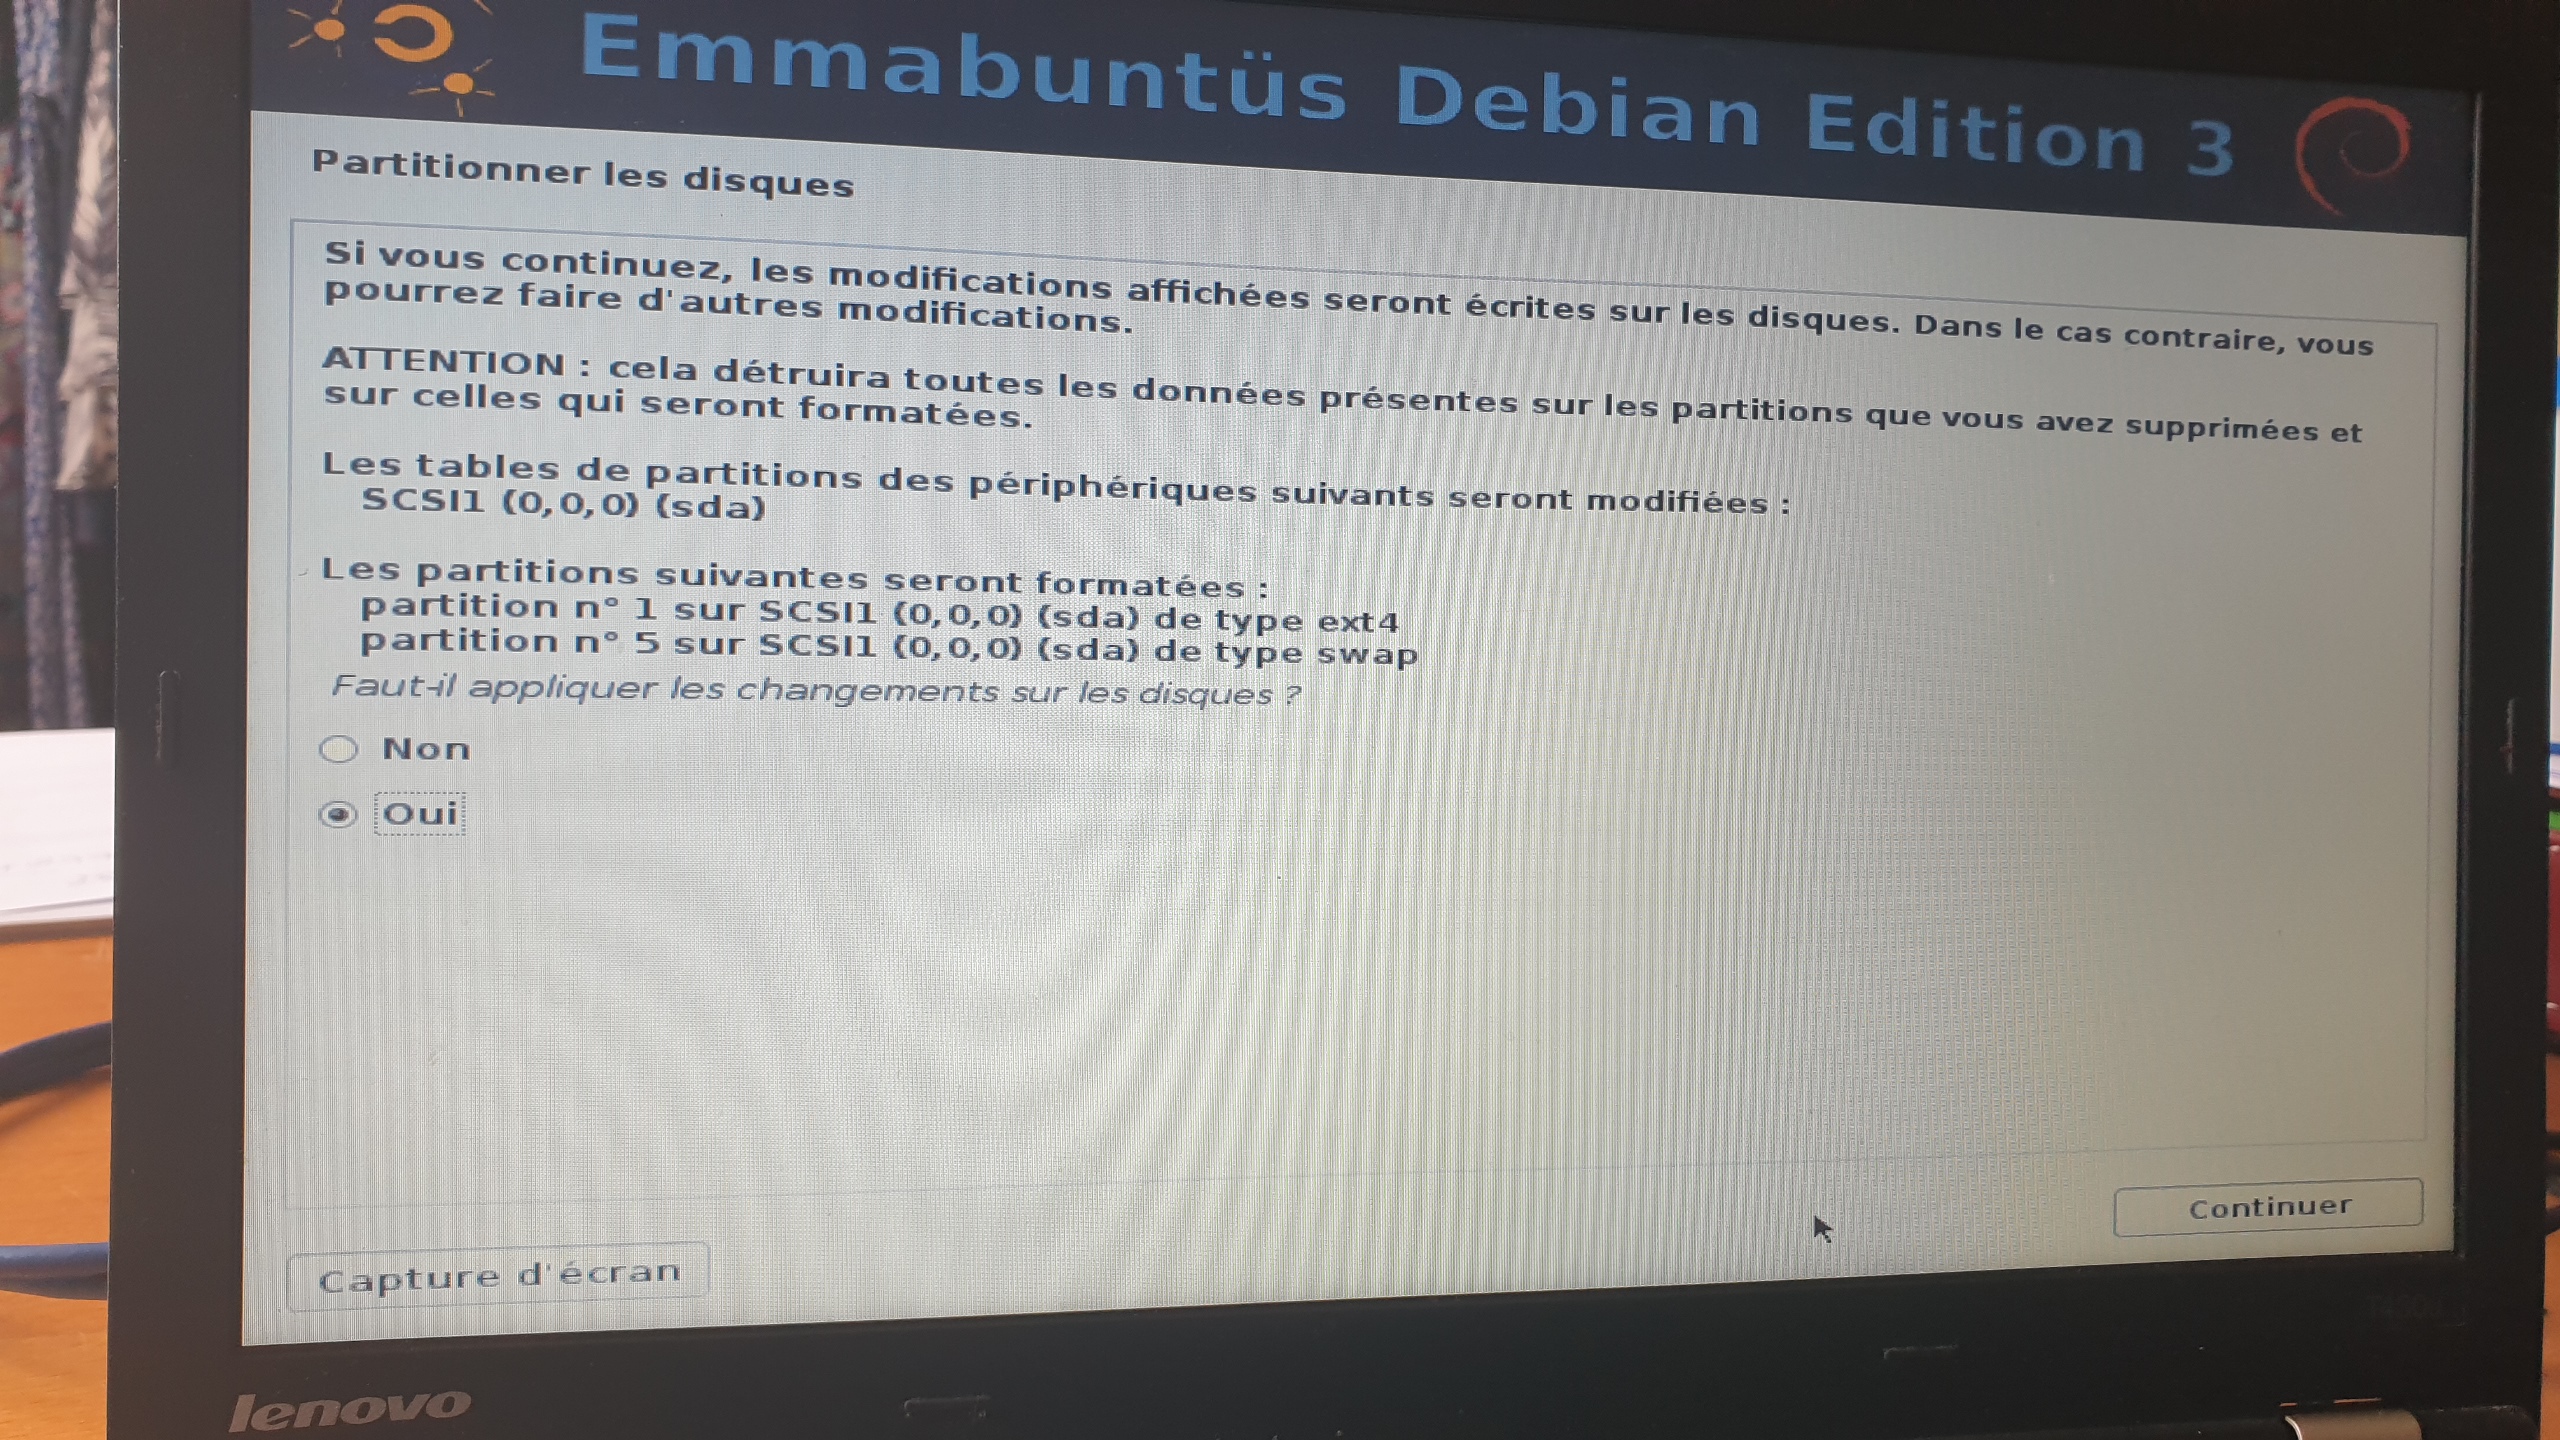 Emmabuntüs Debian Edition 3
Partitionner les disques
Si vous continuez, les modifications affichées seront écrites sur les disques. Dans le cas contraire, vous
pourrez faire d'autres modifications.
ATTENTION : cela détruira toutes les données présentes sur les partitions que vous avez supprimées et
sur celles qui seront formatées.
Les tables de partitions des périphériques suivants seront modifiées :
SCSI1 (0,0,0) (sda)
Les partitions suivantes seront formatées :
partition n° 1 sur SCSI1 (0,0,0) (sda) de type ext4
partition n° 5 sur SCSI1 (0,0,0) (sda) de type swap
Faut-il appliquer les changements sur les disques ?
Non
Oui
Continuer
Capture d'écran
lenovo